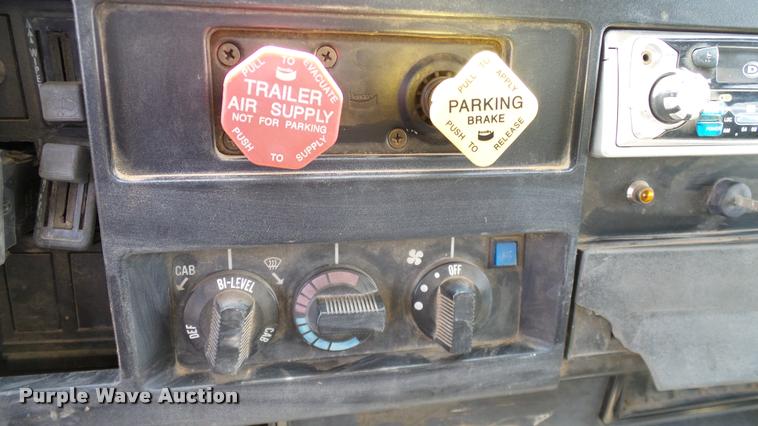 PULL TO EVACUATE
TRAILER
AIR SUPPLY
NOT FOR PARKING
PUSH TO SUPPLY
PULL TO APPLY
PARKING
BRAKE
PUSH TO RELEASE
CAB
BI-LEVEL
DEF
CAB
OFF
Purple Wave Auction